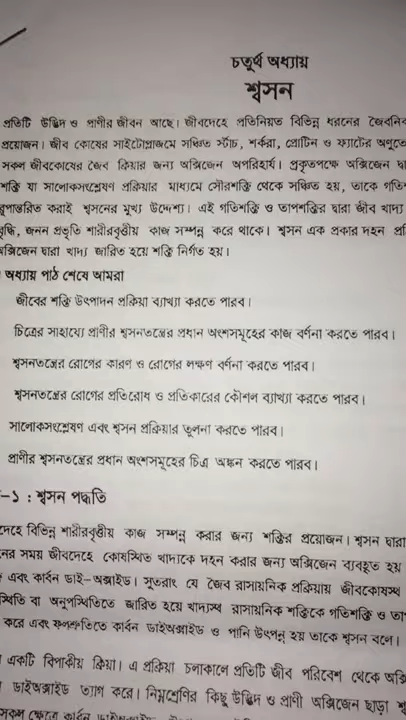 চতুর্থ অধ্যায়
শ্বসন
প্রতিটি উদ্ভিদ ও প্রাণীর জীবন আছে। জীবদেহে প্রতিনিয়ত বিভিন্ন ধরনের জৈবনিক
প্রয়োজন। জীব কোষের সাইটোপ্লাজমে সঞ্চিত স্টার্চ, শর্করা, প্রোটিন ও ফ্যাটের অণুতে
সকল জীবকোষের জৈব ক্রিয়ার জন্য অক্সিজেন অপরিহার্য। প্রকৃতপক্ষে অক্সিজেন
শক্তি যা সালোকসংশ্লেষণ প্রক্রিয়ার মাধ্যমে সৌরশক্তি থেকে সঞ্চিত হয়, তাকে
রূপান্তরিত করাই শ্বসনের মুখ্য উদ্দেশ্য। এই গতিশক্তি ও তাপশক্তির দ্বারা জীব খাদ্য
বৃদ্ধি, জনন প্রভৃতি শারীরবৃত্তীয় কাজ সম্পন্ন করে থাকে। শ্বসন এক প্রকার দহন
অক্সিজেন দ্বারা খাদ্য জারিত হয়ে শক্তি নির্গত হয়।
অধ্যায় পাঠ শেষে আমরা
জীবের শক্তি উৎপাদন প্রক্রিয়া ব্যাখ্যা করতে পারব।
চিত্রের সাহায্যে প্রাণীর শ্বসনতন্ত্রের প্রধান অংশসমূহের কাজ বর্ণনা করতে পারব।
শ্বসনতন্ত্রের রোগের কারণ ও রোগের লক্ষণ বর্ণনা করতে পারব।
শ্বসনতন্ত্রের রোগের প্রতিরোধ ও প্রতিকারের কৌশল ব্যাখ্যা করতে পারব।
সালোকসংশ্লেষণ এবং শ্বসন প্রক্রিয়ার তুলনা করতে পারব।
প্রাণীর শ্বসনতন্ত্রের প্রধান অংশসমূহের চিত্র অঙ্কন করতে পারব।
-১ : শ্বসন পদ্ধতি
দেহে বিভিন্ন শারীরবৃত্তীয় কাজ সম্পন্ন করার জন্য শক্তির প্রয়োজন। শ্বসন দ্বারা
নের সময় জীবদেহে কোষস্থিত খাদ্যকে দহন করার জন্য অক্সিজেন ব্যবহৃত হয়
এবং কার্বন ডাই-অক্সাইড। সুতরাং যে জৈব রাসায়নিক প্রক্রিয়ায় জীবকোষস্থ
স্থিতি বা অনুপস্থিতিতে জারিত হয়ে খাদ্যস্থ রাসায়নিক শক্তিকে গতিশক্তি ও
করে এবং ফলশ্রুতিতে কার্বন ডাইঅক্সাইড ও পানি উৎপন্ন হয় তাকে শ্বসন বলে।
একটি বিপাকীয় ক্রিয়া। এ প্রক্রিয়া চলাকালে প্রতিটি জীব পরিবেশ থেকে
ডাইঅক্সাইড ত্যাগ করে। নিম্নশ্রেণির কিছু উদ্ভিদ ও প্রাণী অক্সিজেন ছাড়া
সকল ক্ষেত্রে কার্বন